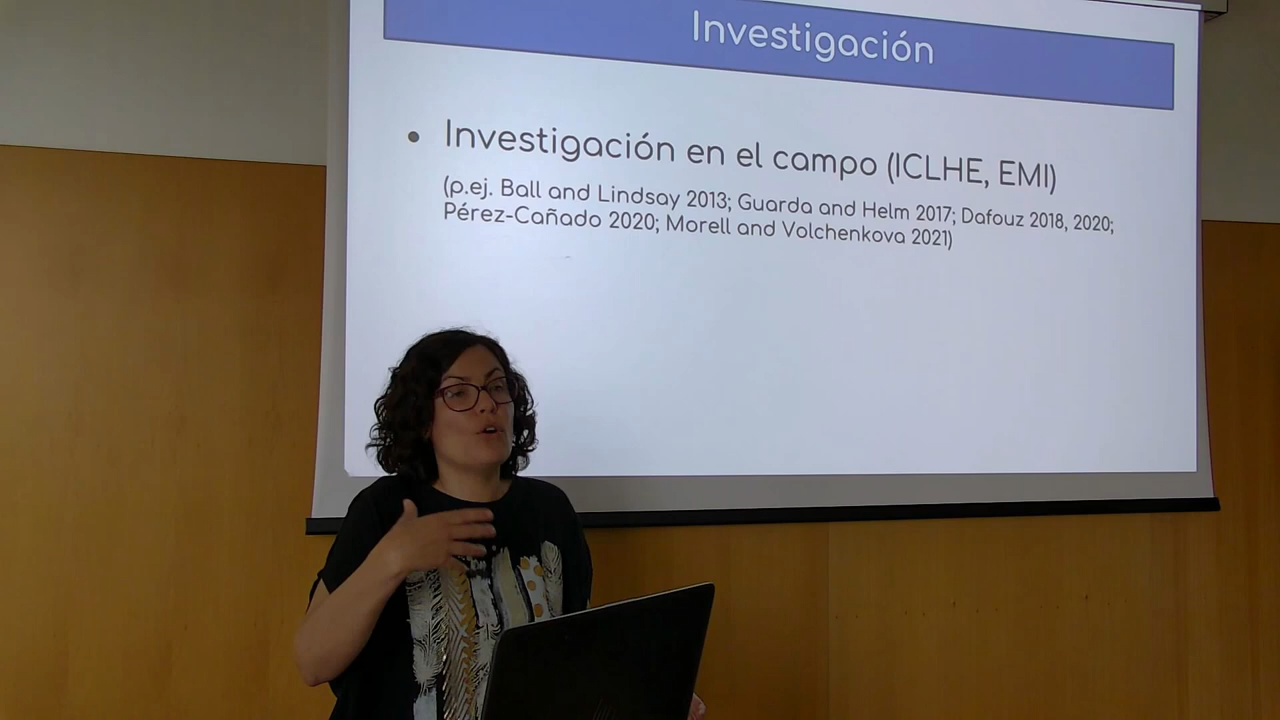 Investigación
• Investigación en el campo (ICLHE, EMI)
(p.ej. Ball and Lindsay 2013; Guarda and Helm 2017; Dafouz 2018, 2020;
Pérez-Cañado 2020; Morell and Volchenkova 2021)